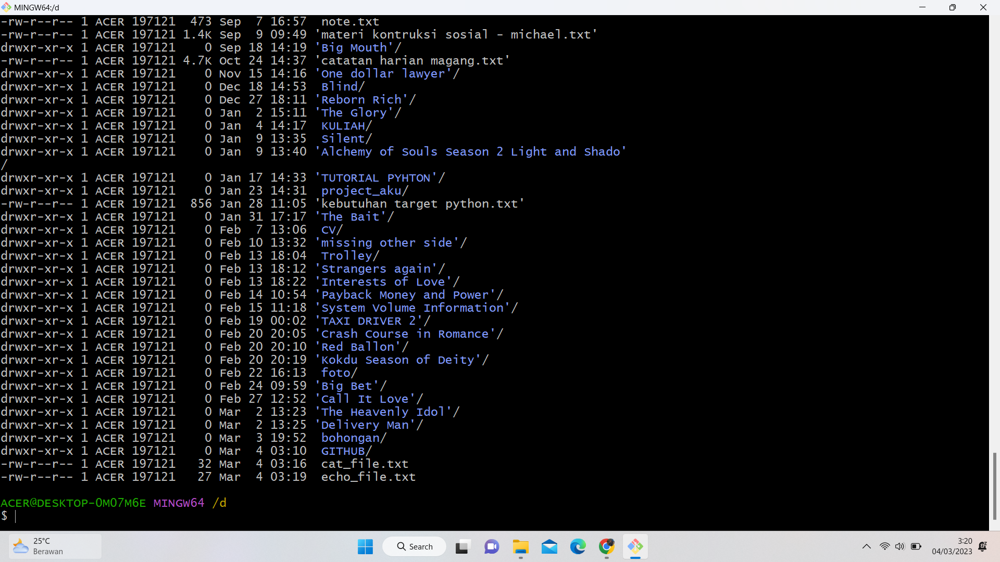 MINGW64:/d
-rw-r--r-- 1 ACER 197121  473 Sep  7 16:57  note.txt
-rw-r--r-- 1 ACER 197121 1.4K Sep  9 09:49 'materi kontruksi sosial - michael.txt'
drwxr-xr-x 1 ACER 197121    0 Sep 18 14:19 'Big Mouth'/
-rw-r--r-- 1 ACER 197121 4.7K Oct 24 14:37 'catatan harian magang.txt'
drwxr-xr-x 1 ACER 197121    0 Nov 15 14:16 'One dollar lawyer'/
drwxr-xr-x 1 ACER 197121    0 Dec 18 14:53  Blind/
drwxr-xr-x 1 ACER 197121    0 Dec 27 18:11 'Reborn Rich'/
drwxr-xr-x 1 ACER 197121    0 Jan  2 15:11 'The Glory'/
drwxr-xr-x 1 ACER 197121    0 Jan  4 14:17  KULIAH/
drwxr-xr-x 1 ACER 197121    0 Jan  9 13:35  Silent/
drwxr-xr-x 1 ACER 197121    0 Jan  9 13:40 'Alchemy of Souls Season 2 Light and Shado'
/
drwxr-xr-x 1 ACER 197121    0 Jan 17 14:33 'TUTORIAL PYHTON'/
drwxr-xr-x 1 ACER 197121    0 Jan 23 14:31  project_aku/
-rw-r--r-- 1 ACER 197121  856 Jan 28 11:05 'kebutuhan target python.txt'
drwxr-xr-x 1 ACER 197121    0 Jan 31 17:17 'The Bait'/
drwxr-xr-x 1 ACER 197121    0 Feb  7 13:06  CV/
drwxr-xr-x 1 ACER 197121    0 Feb 10 13:32 'missing other side'/
drwxr-xr-x 1 ACER 197121    0 Feb 13 18:04  Trolley/
drwxr-xr-x 1 ACER 197121    0 Feb 13 18:12 'Strangers again'/
drwxr-xr-x 1 ACER 197121    0 Feb 13 18:22 'Interests of Love'/
drwxr-xr-x 1 ACER 197121    0 Feb 14 10:54 'Payback Money and Power'/
drwxr-xr-x 1 ACER 197121    0 Feb 15 11:18 'System Volume Information'/
drwxr-xr-x 1 ACER 197121    0 Feb 19 00:02 'TAXI DRIVER 2'/
drwxr-xr-x 1 ACER 197121    0 Feb 20 20:05 'Crash Course in Romance'/
drwxr-xr-x 1 ACER 197121    0 Feb 20 20:10 'Red Ballon'/
drwxr-xr-x 1 ACER 197121    0 Feb 20 20:19 'Kokdu Season of Deity'/
drwxr-xr-x 1 ACER 197121    0 Feb 22 16:13  foto/
drwxr-xr-x 1 ACER 197121    0 Feb 24 09:59 'Big Bet'/
drwxr-xr-x 1 ACER 197121    0 Feb 27 12:52 'Call It Love'/
drwxr-xr-x 1 ACER 197121    0 Mar  2 13:23 'The Heavenly Idol'/
drwxr-xr-x 1 ACER 197121    0 Mar  2 13:25 'Delivery Man'/
drwxr-xr-x 1 ACER 197121    0 Mar  3 19:52  bohongan/
drwxr-xr-x 1 ACER 197121    0 Mar  4 03:10  GITHUB/
-rw-r--r-- 1 ACER 197121   32 Mar  4 03:16  cat_file.txt
-rw-r--r-- 1 ACER 197121   27 Mar  4 03:19  echo_file.txt
ACER@DESKTOP-0M07M6E MINGW64 /d
$
25°C
Berawan
Search
3:20
04/03/2023